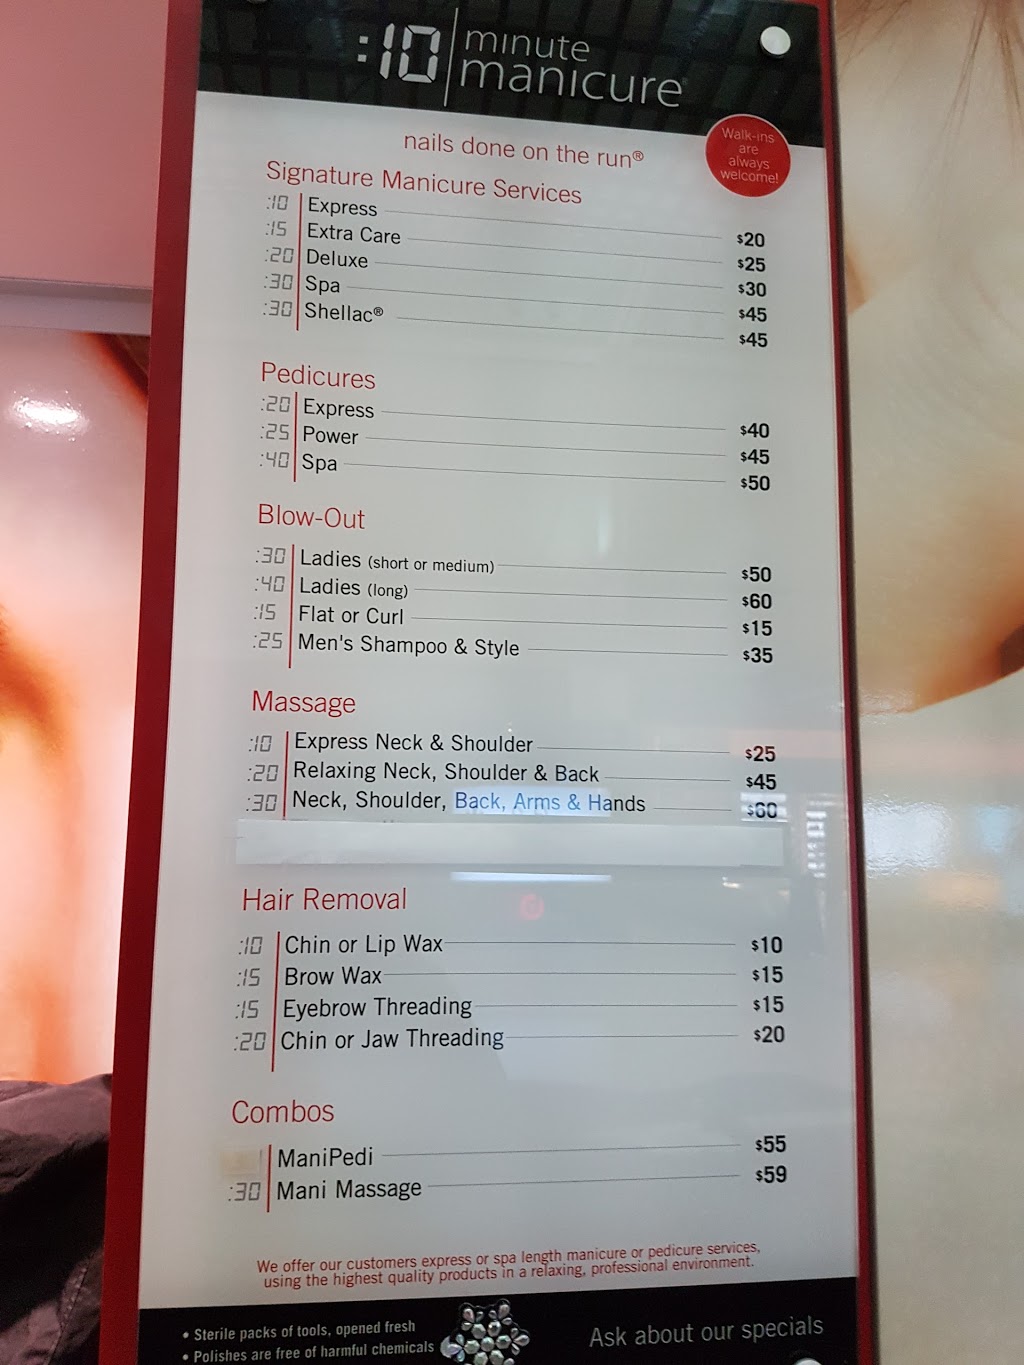 :10 minute manicure
nails done on the run®
Walk-ins
are
always
welcome!
Signature Manicure Services
:10 Express $20
:15 Extra Care $25
:20 Deluxe $30
:30 Spa $45
:30 Shellac® $45
Pedicures
:20 Express $40
:25 Power $45
:40 Spa $50
Blow-Out
:30 Ladies (short or medium) $50
:40 Ladies (long) $60
:15 Flat or Curl $15
:25 Men's Shampoo & Style $35
Massage
:10 Express Neck & Shoulder $25
:20 Relaxing Neck, Shoulder & Back $45
:30 Neck, Shoulder, Back, Arms & Hands $60
Hair Removal
:10 Chin or Lip Wax $10
:15 Brow Wax $15
:15 Eyebrow Threading $15
:20 Chin or Jaw Threading $20
Combos
ManiPedi $55
:30 Mani Massage $59
We offer our customers express or spa length manicure or pedicure services,
using the highest quality products in a relaxing, professional environment.
• Sterile packs of tools, opened fresh
• Polishes are free of harmful chemicals
Ask about our specials